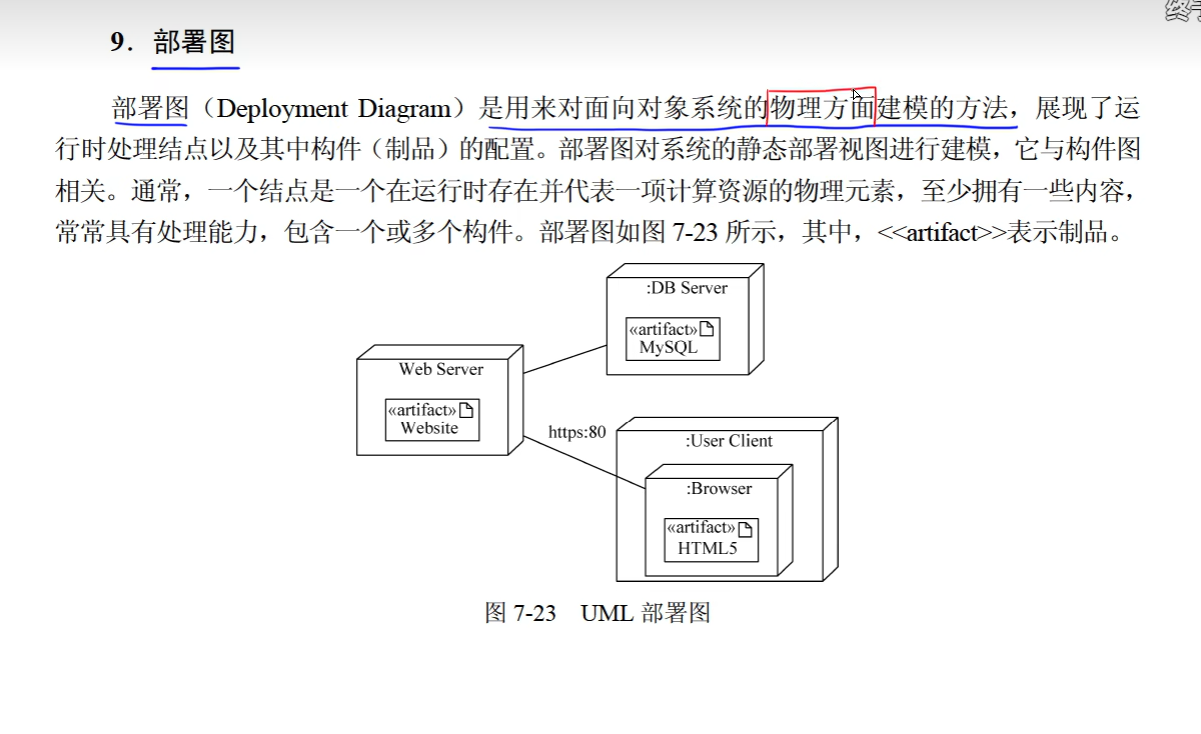 终于
9. 部署图
部署图（Deployment Diagram）是用来对面向对象系统的物理方面建模的方法，展现了运
行时处理结点以及其中构件（制品）的配置。部署图对系统的静态部署视图进行建模，它与构件图
相关。通常，一个结点是一个在运行时存在并代表一项计算资源的物理元素，至少拥有一些内容，
常常具有处理能力，包含一个或多个构件。部署图如图 7-23 所示，其中，<<artifact>>表示制品。
:DB Server
«artifact»
MySQL
Web Server
«artifact»
Website
https:80
:User Client
:Browser
«artifact»
HTML5
图 7-23 UML 部署图